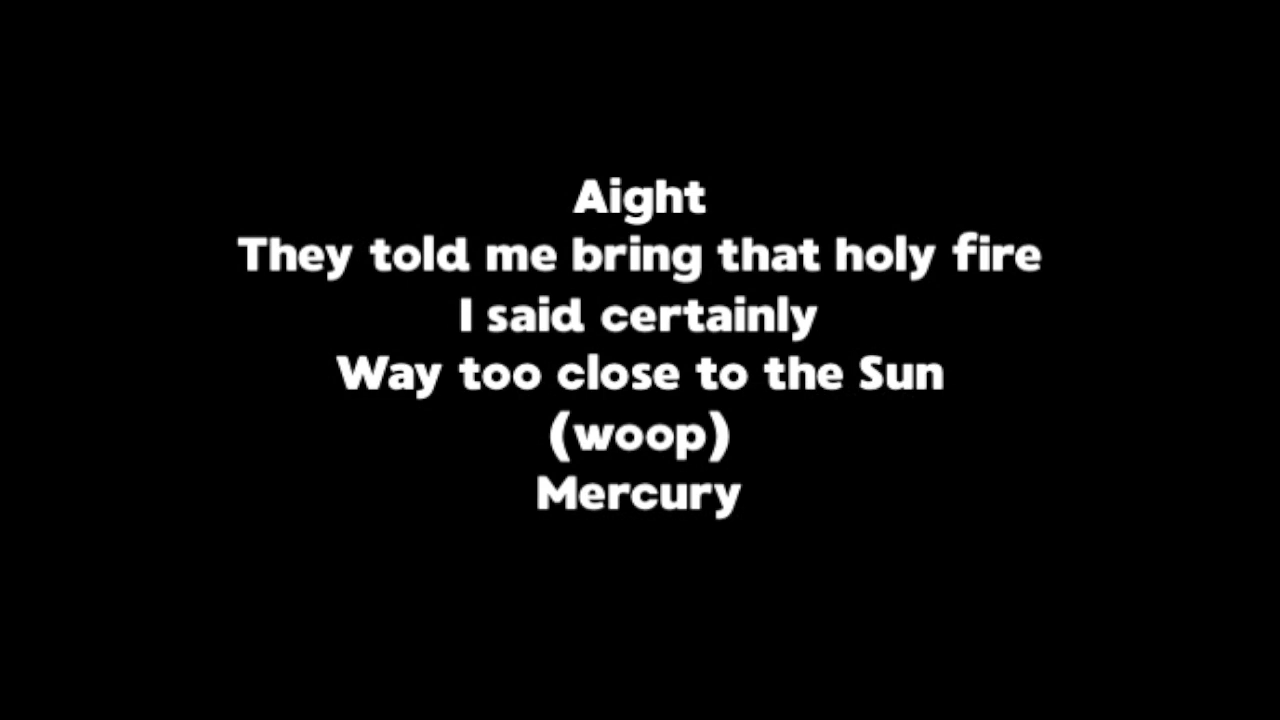 Aight
They told me bring that holy fire
I said certainly
Way too close to the Sun
(woop)
Mercury